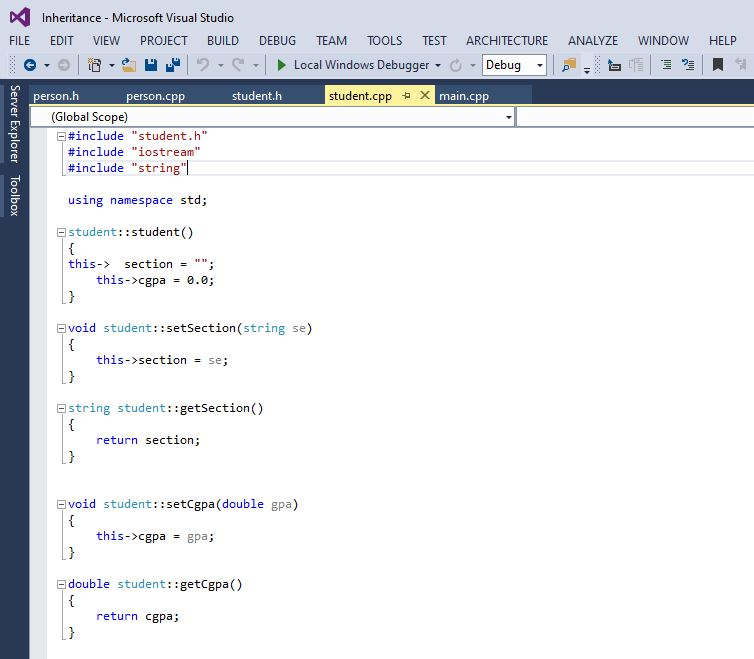 Inheritance - Microsoft Visual Studio
FILE EDIT VIEW PROJECT BUILD DEBUG TEAM TOOLS TEST ARCHITECTURE ANALYZE WINDOW HELP
Local Windows Debugger Debug
person.h person.cpp student.h student.cpp main.cpp
(Global Scope)
Server Explorer
Toolbox
#include "student.h"
#include "iostream"
#include "string"
using namespace std;
student::student()
{
this-> section = "";
this->cgpa = 0.0;
}
void student::setSection(string se)
{
this->section = se;
}
string student::getSection()
{
return section;
}
void student::setCgpa(double gpa)
{
this->cgpa = gpa;
}
double student::getCgpa()
{
return cgpa;
}